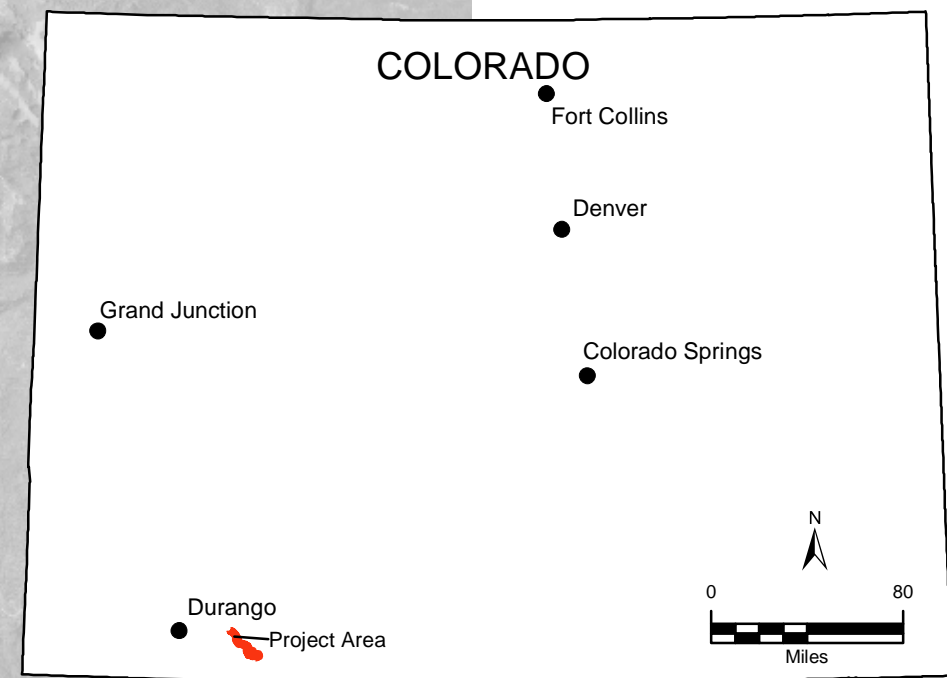 COLORADO
Fort Collins
Denver
Grand Junction
Colorado Springs
N
0 80
Miles
Durango
Project Area